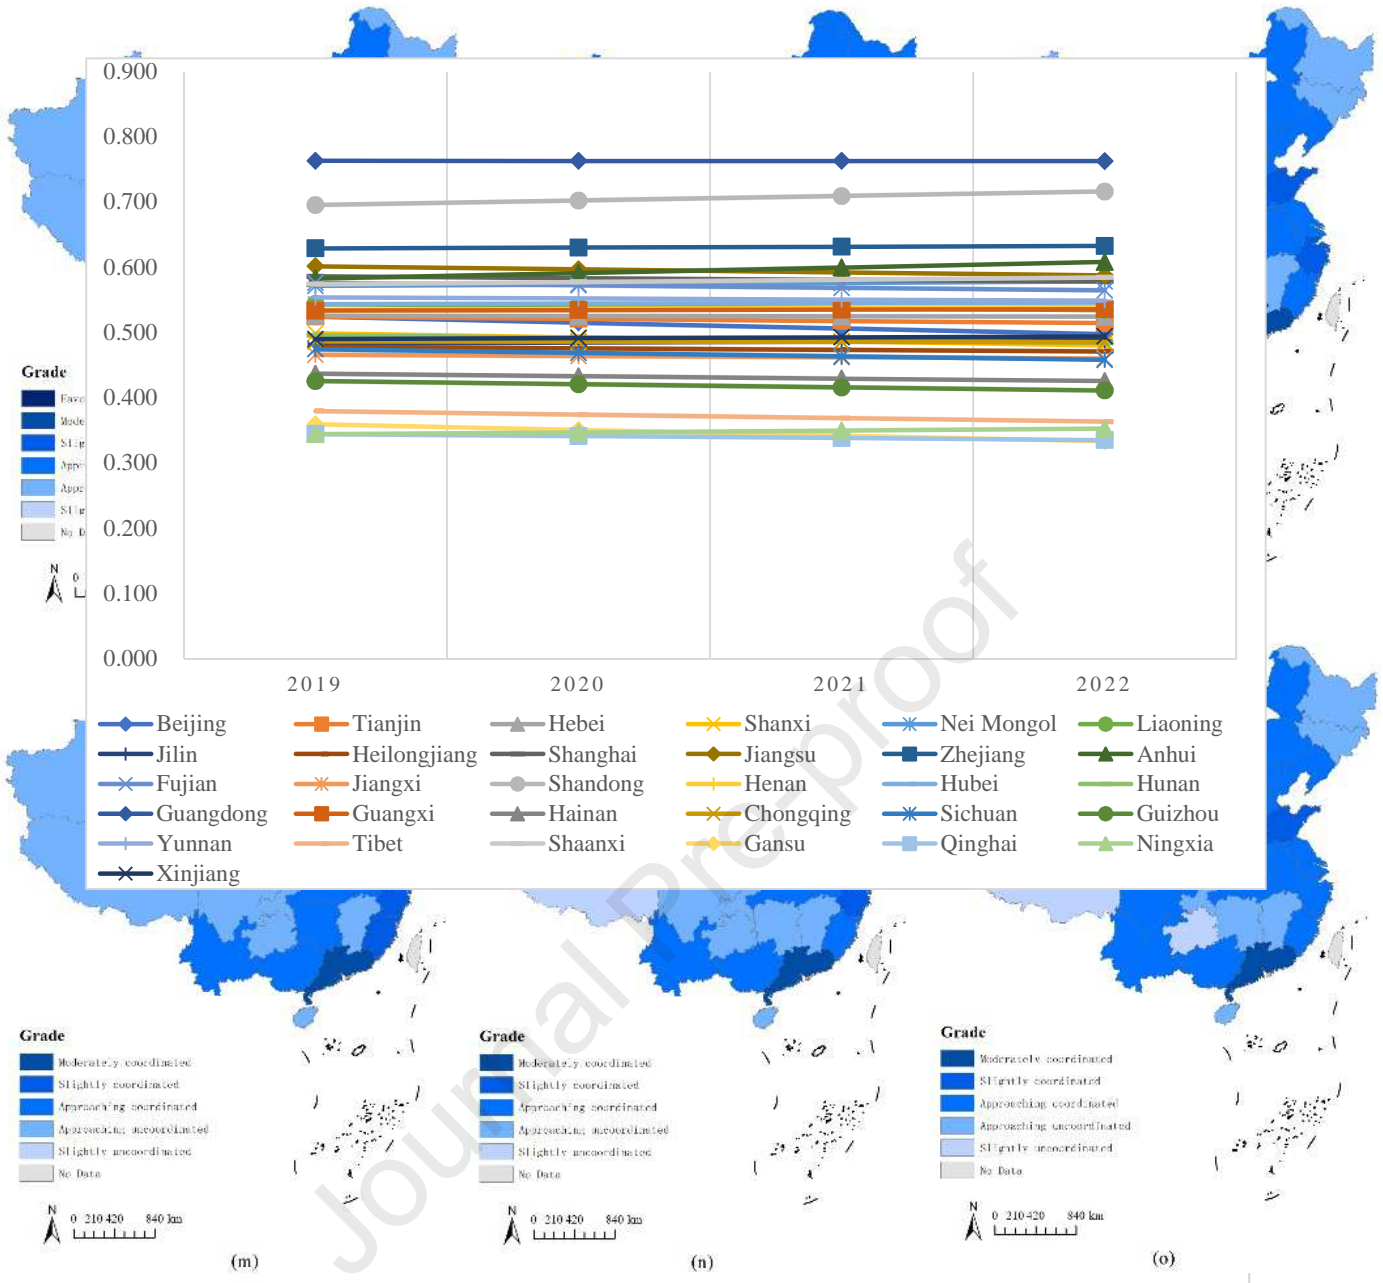 0.900
0.800
0.700
0.600
0.500
0.400
0.300
0.200
0.100
0.000
2019 2020 2021 2022
Beijing Tianjin Hebei Shanxi Nei Mongol Liaoning
Jilin Heilongjiang Shanghai Jiangsu Zhejiang Anhui
Fujian Jiangxi Shandong Henan Hubei Hunan
Guangdong Guangxi Hainan Chongqing Sichuan Guizhou
Yunnan Tibet Shaanxi Gansu Qinghai Ningxia
Xinjiang
Grade
No D
N
0
Journal Pre-proof
Grade
Moderately coordinated
Slightly coordinated
Approaching coordinated
Approaching uncoordinated
Slightly uncoordinated
No Data
N
0 210 420 840 km
(m)
Grade
Moderately coordinated
Slightly coordinated
Approaching coordinated
Approaching uncoordinated
Slightly uncoordinated
No Data
N
0 210 420 840 km
(n)
Grade
Moderately coordinated
Slightly coordinated
Approaching coordinated
Approaching uncoordinated
Slightly uncoordinated
No Data
N
0 210 420 840 km
(o)